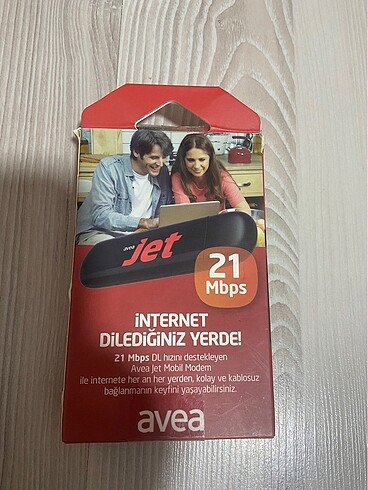 avea
jet
21
Mbps
İNTERNET
DİLEDİĞİNİZ YERDE!
21 Mbps DL hızını destekleyen
Avea Jet Mobil Modem
ile internete her an her yerden, kolay ve kablosuz
bağlanmanın keyfini yaşayabilirsiniz.
avea